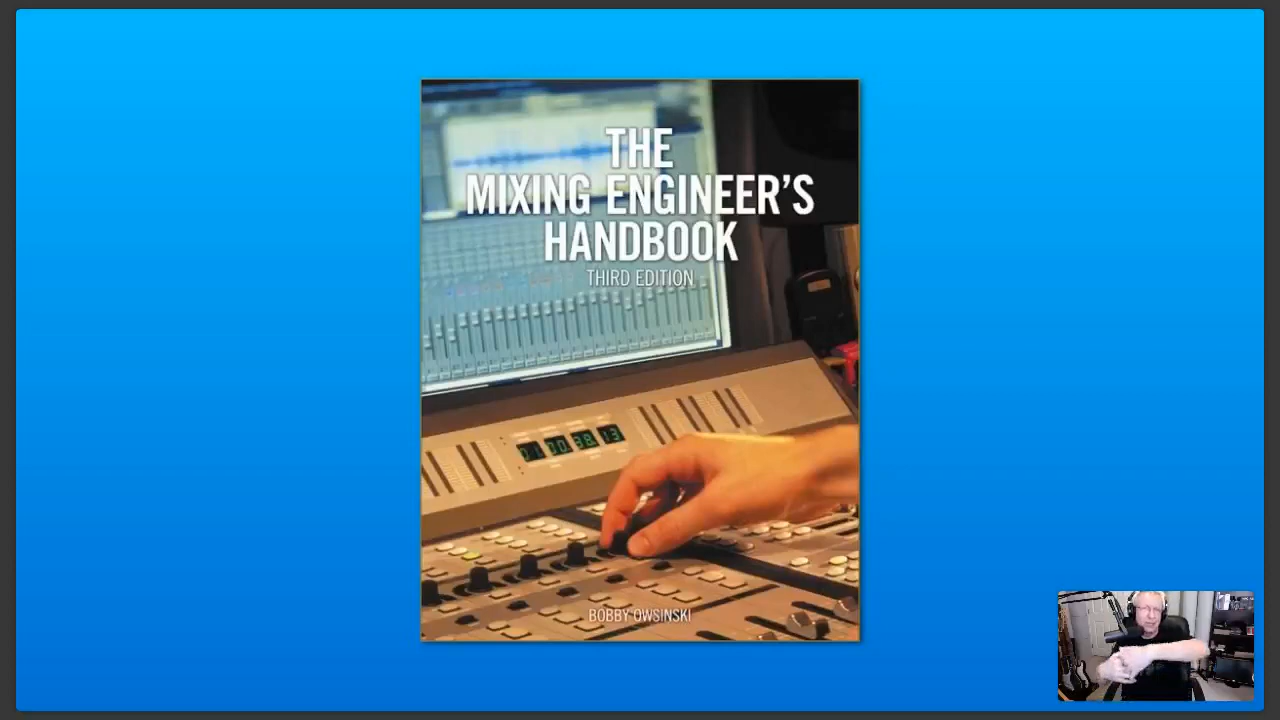 THE
MIXING ENGINEER'S
HANDBOOK
THIRD EDITION
BOBBY OWSINSKI